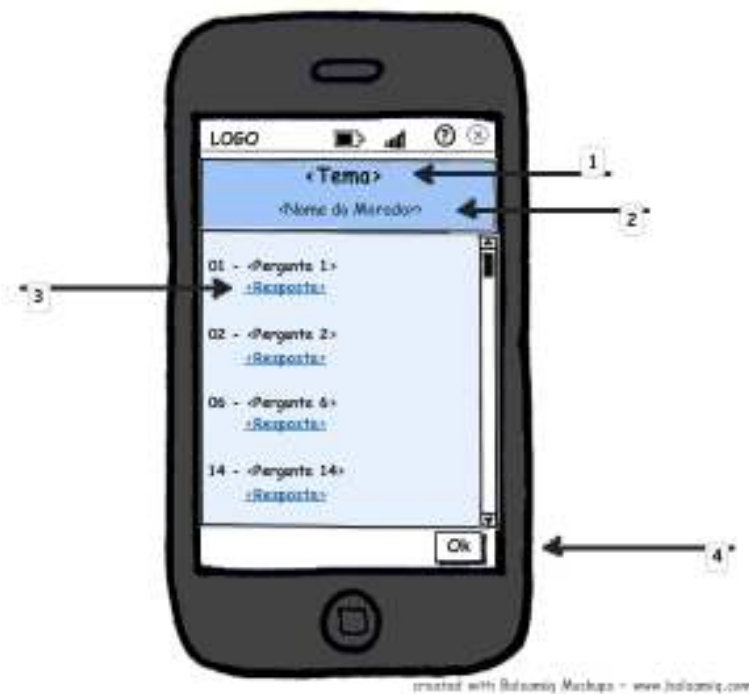 LOGO
<Tema>
1
<Nome do Morador>
2
01 - <Pergunta 1>
<Resposta>
3
02 - <Pergunta 2>
<Resposta>
06 - <Pergunta 6>
<Resposta>
14 - <Pergunta 14>
<Resposta>
Ok
4
created with Balsamiq Mockups - www.balsamiq.com